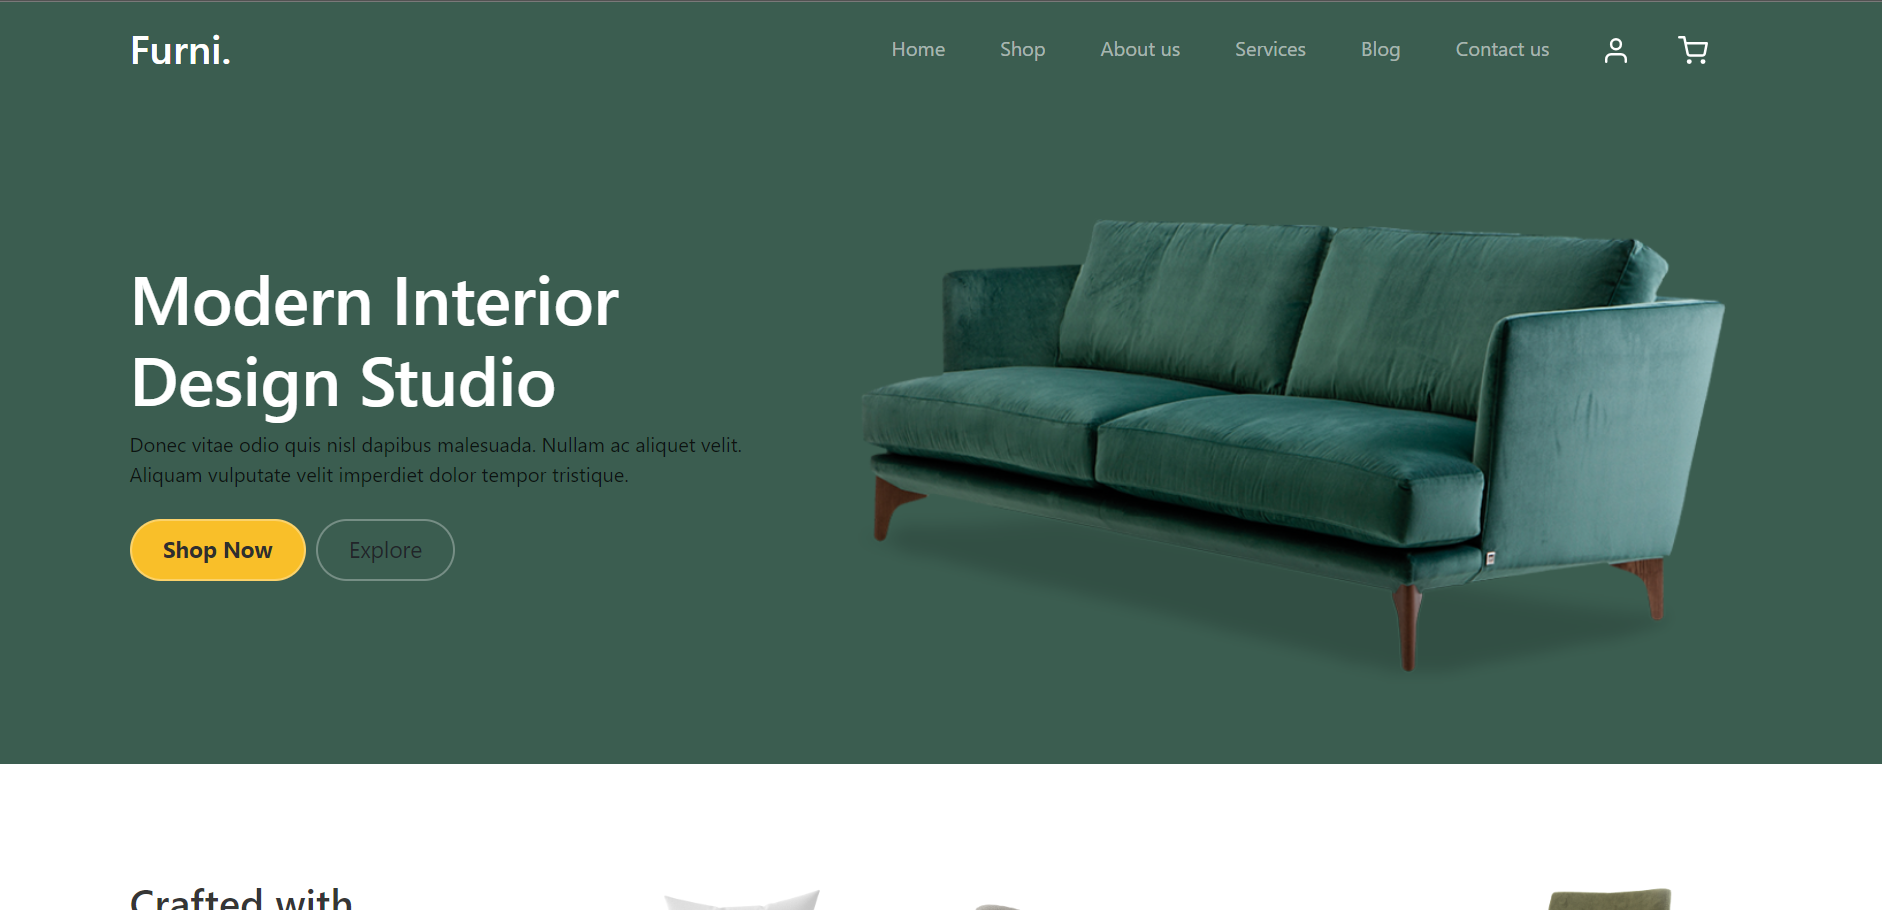 Furni.
Home Shop About us Services Blog Contact us
Modern Interior
Design Studio
Donec vitae odio quis nisl dapibus malesuada. Nullam ac aliquet velit.
Aliquam vulputate velit imperdiet dolor tempor tristique.
Shop Now Explore
Crafted with